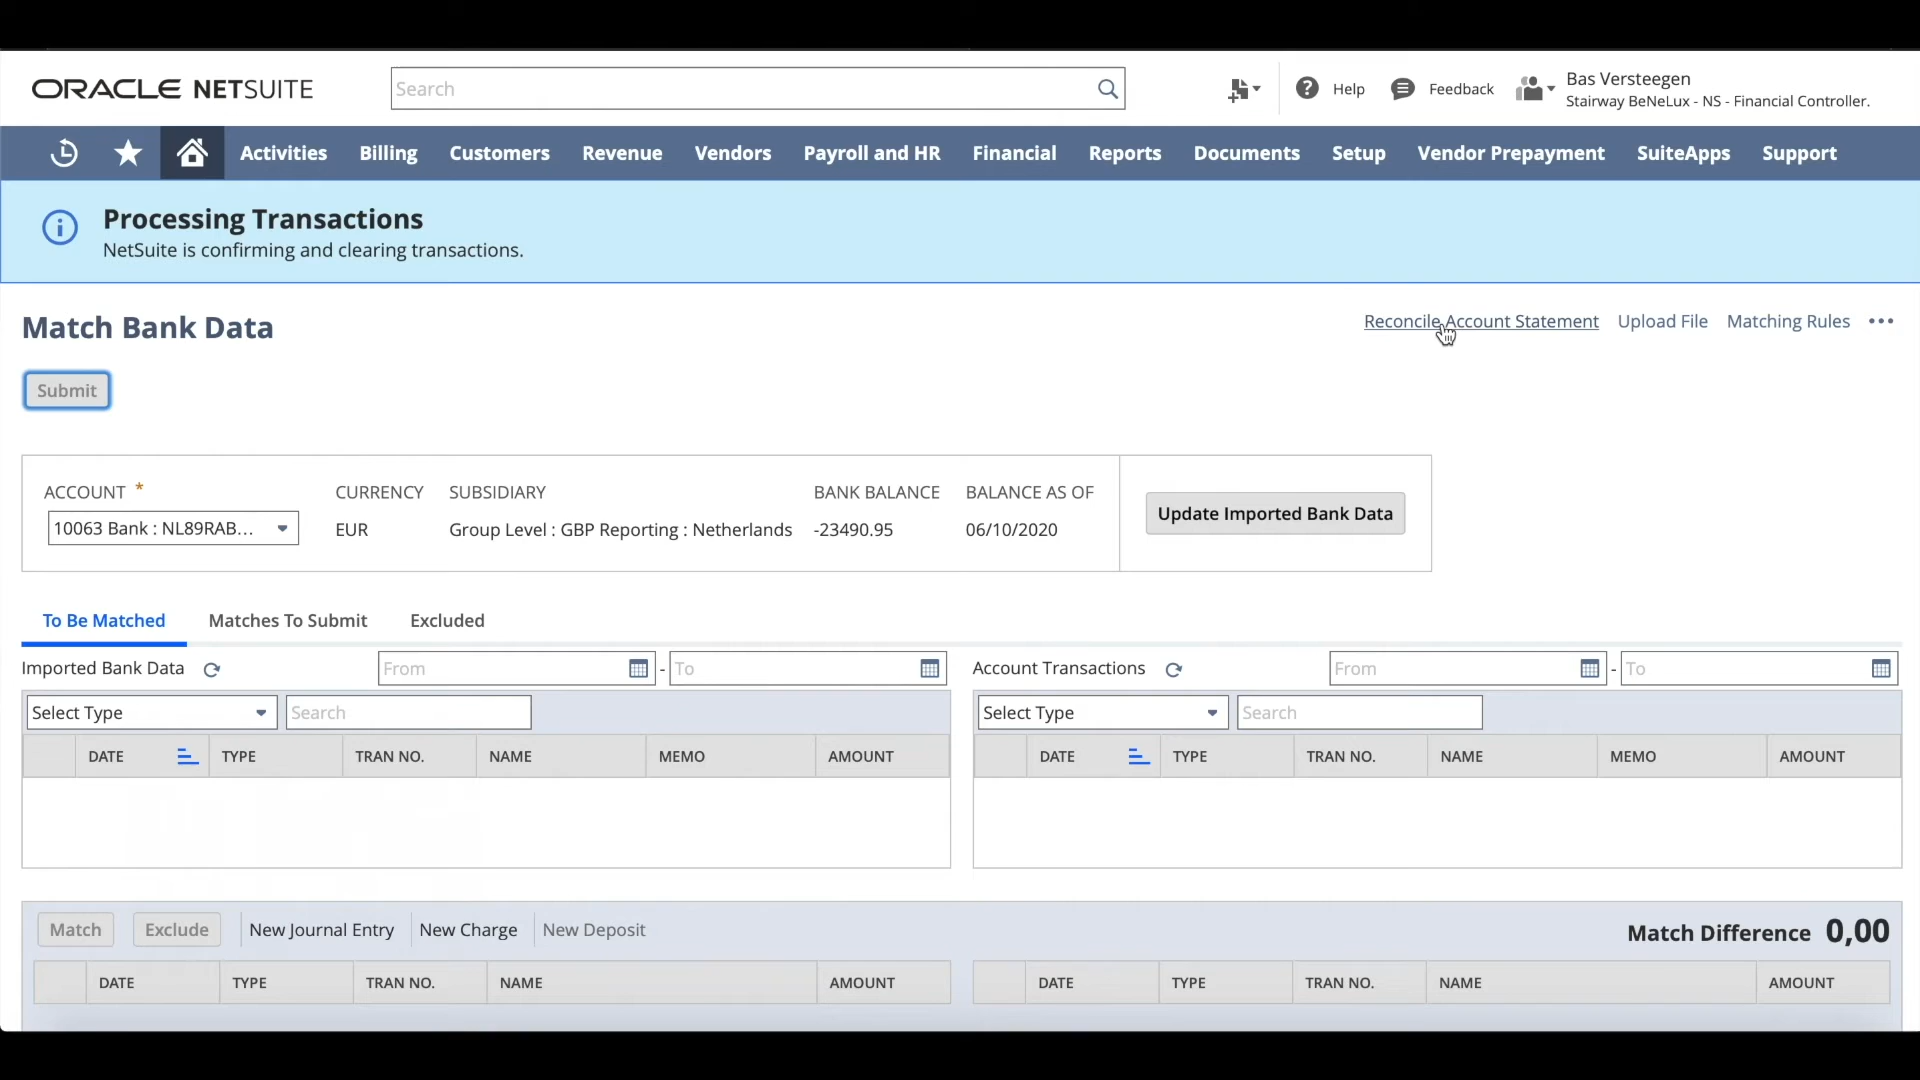 ORACLE NETSUITE
Search
Help
Feedback
Bas Versteegen
Stairway BeNeLux - NS - Financial Controller.
Activities Billing Customers Revenue Vendors Payroll and HR Financial Reports Documents Setup Vendor Prepayment SuiteApps Support
Processing Transactions
NetSuite is confirming and clearing transactions.
Match Bank Data
Reconcile Account Statement Upload File Matching Rules
Submit
ACCOUNT * CURRENCY SUBSIDIARY BANK BALANCE BALANCE AS OF
10063 Bank : NL89RAB... EUR Group Level : GBP Reporting : Netherlands -23490.95 06/10/2020
Update Imported Bank Data
To Be Matched Matches To Submit Excluded
Imported Bank Data From - To
Account Transactions From - To
Select Type Search
Select Type Search
DATE TYPE TRAN NO. NAME MEMO AMOUNT
DATE TYPE TRAN NO. NAME MEMO AMOUNT
Match Exclude New Journal Entry New Charge New Deposit
Match Difference 0,00
DATE TYPE TRAN NO. NAME AMOUNT
DATE TYPE TRAN NO. NAME AMOUNT